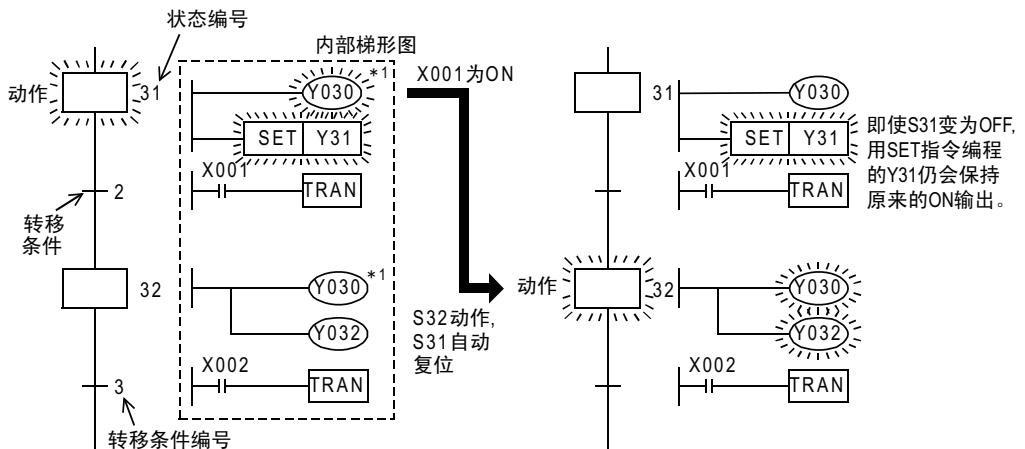 状态编号
内部梯形图
动作
31
Y030
*1
SET Y31
X001
TRAN
2
转移
条件
32
Y030
*1
Y032
X002
TRAN
3
转移条件编号
X001为ON
S32动作,
S31自动
复位
31
Y030
SET Y31
X001
TRAN
即使S31变为OFF,
用SET指令编程
的Y31仍会保持
原来的ON输出。
动作
32
Y030
Y032
X002
TRAN